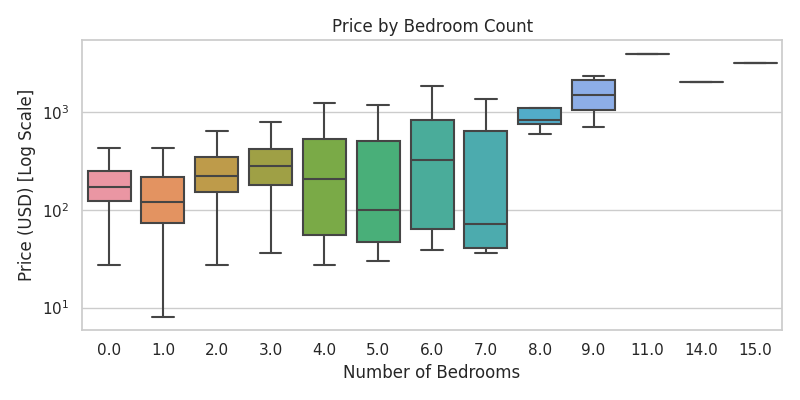 Price by Bedroom Count
Price (USD) [Log Scale]
10³
10²
10¹
0.0 1.0 2.0 3.0 4.0 5.0 6.0 7.0 8.0 9.0 11.0 14.0 15.0
Number of Bedrooms